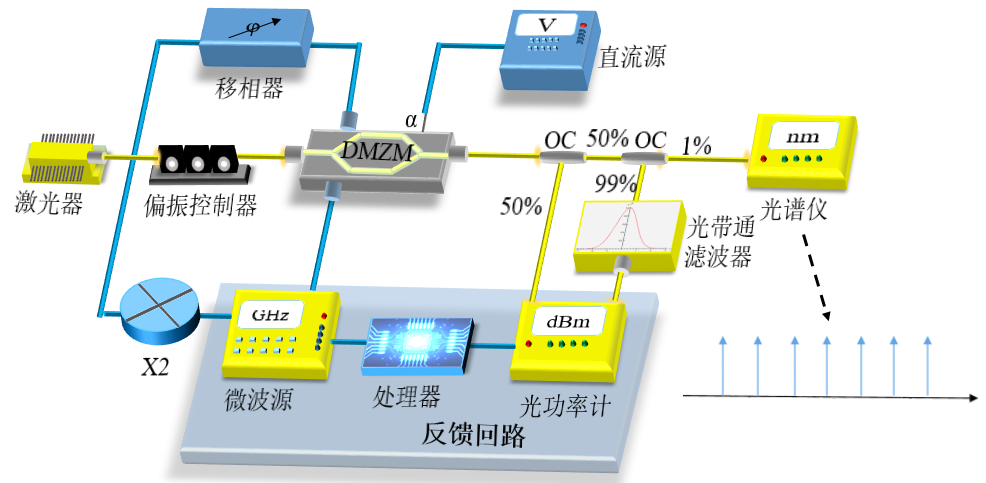 φ
移相器
V
直流源
α
DMZM
OC
50%
OC
1%
nm
激光器
偏振控制器
50%
99%
光谱仪
光带通
滤波器
X2
GHz
微波源
处理器
dBm
光功率计
反馈回路